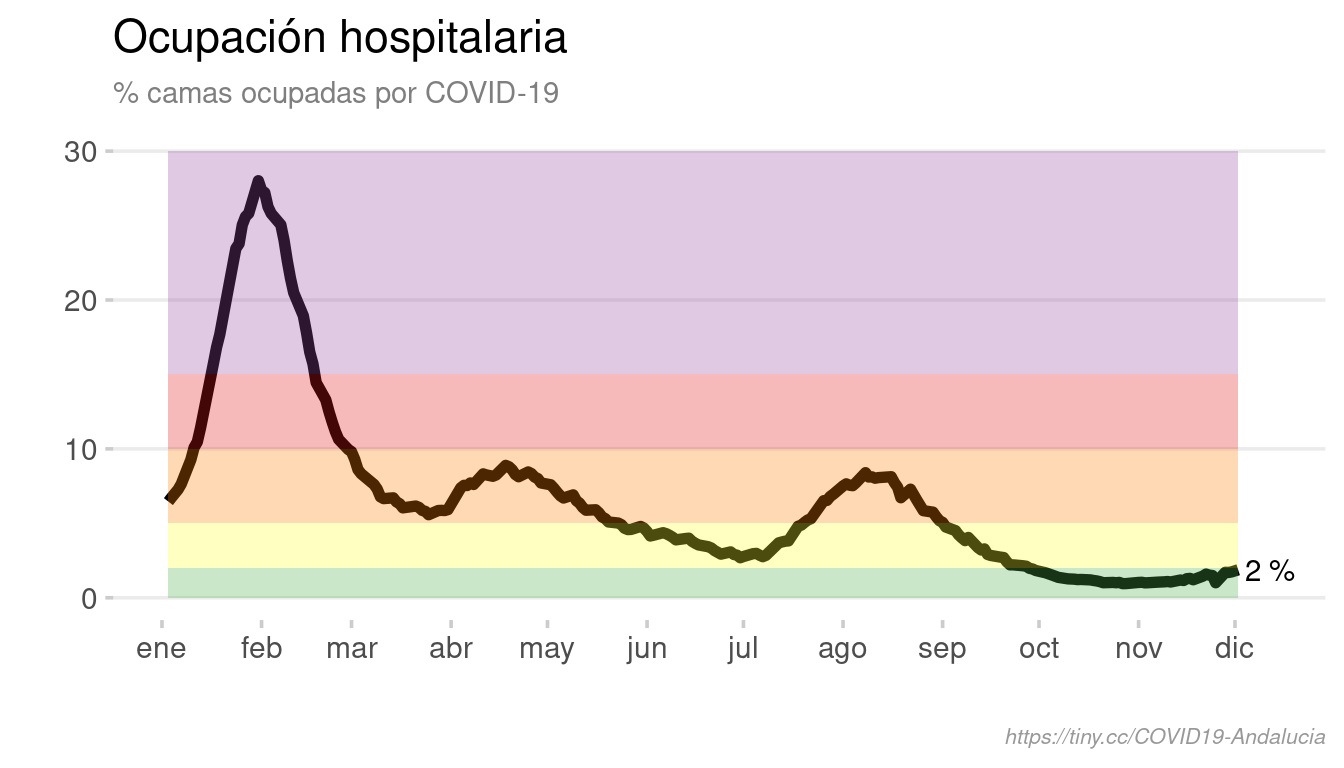 Ocupación hospitalaria
% camas ocupadas por COVID-19
30
20
10
0
2 %
ene feb mar abr may jun jul ago sep oct nov dic
https://tiny.cc/COVID19-Andalucia